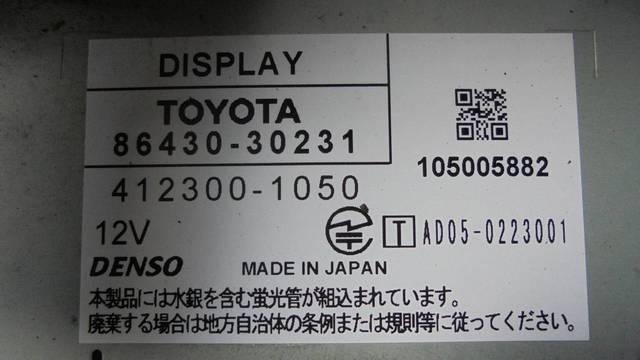 DISPLAY
TOYOTA
86430-30231
105005882
412300-1050
12V
T AD05-0223001
DENSO MADE IN JAPAN
本製品には水銀を含む蛍光管が組込まれています。
廃棄する場合は地方自治体の条例または規則等に従ってください。